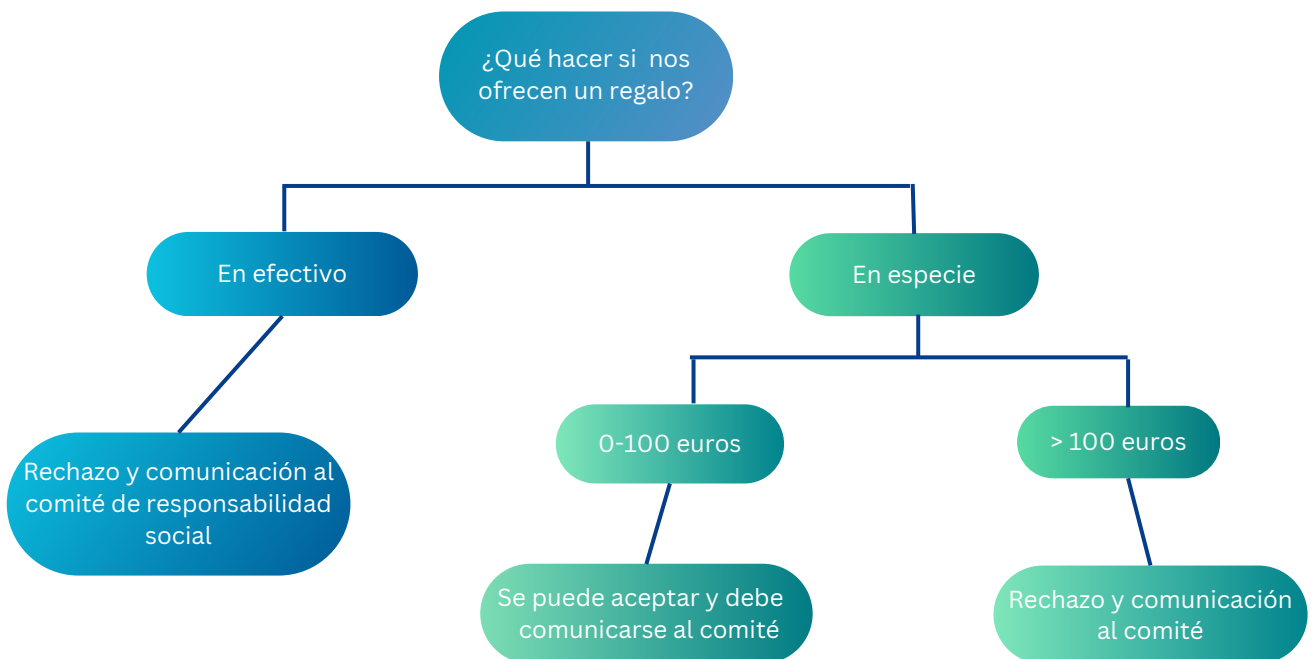 ¿Qué hacer si nos
ofrecen un regalo?
En efectivo
En especie
0-100 euros
> 100 euros
Rechazo y comunicación al
comité de responsabilidad
social
Se puede aceptar y debe
comunicarse al comité
Rechazo y comunicación
al comité